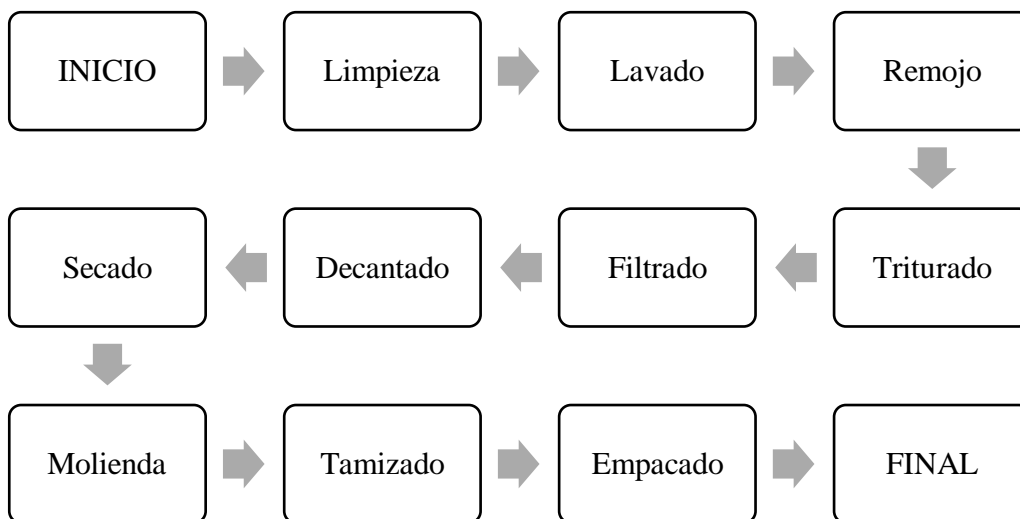 INICIO
Limpieza
Lavado
Remojo
Triturado
Filtrado
Decantado
Secado
Molienda
Tamizado
Empacado
FINAL